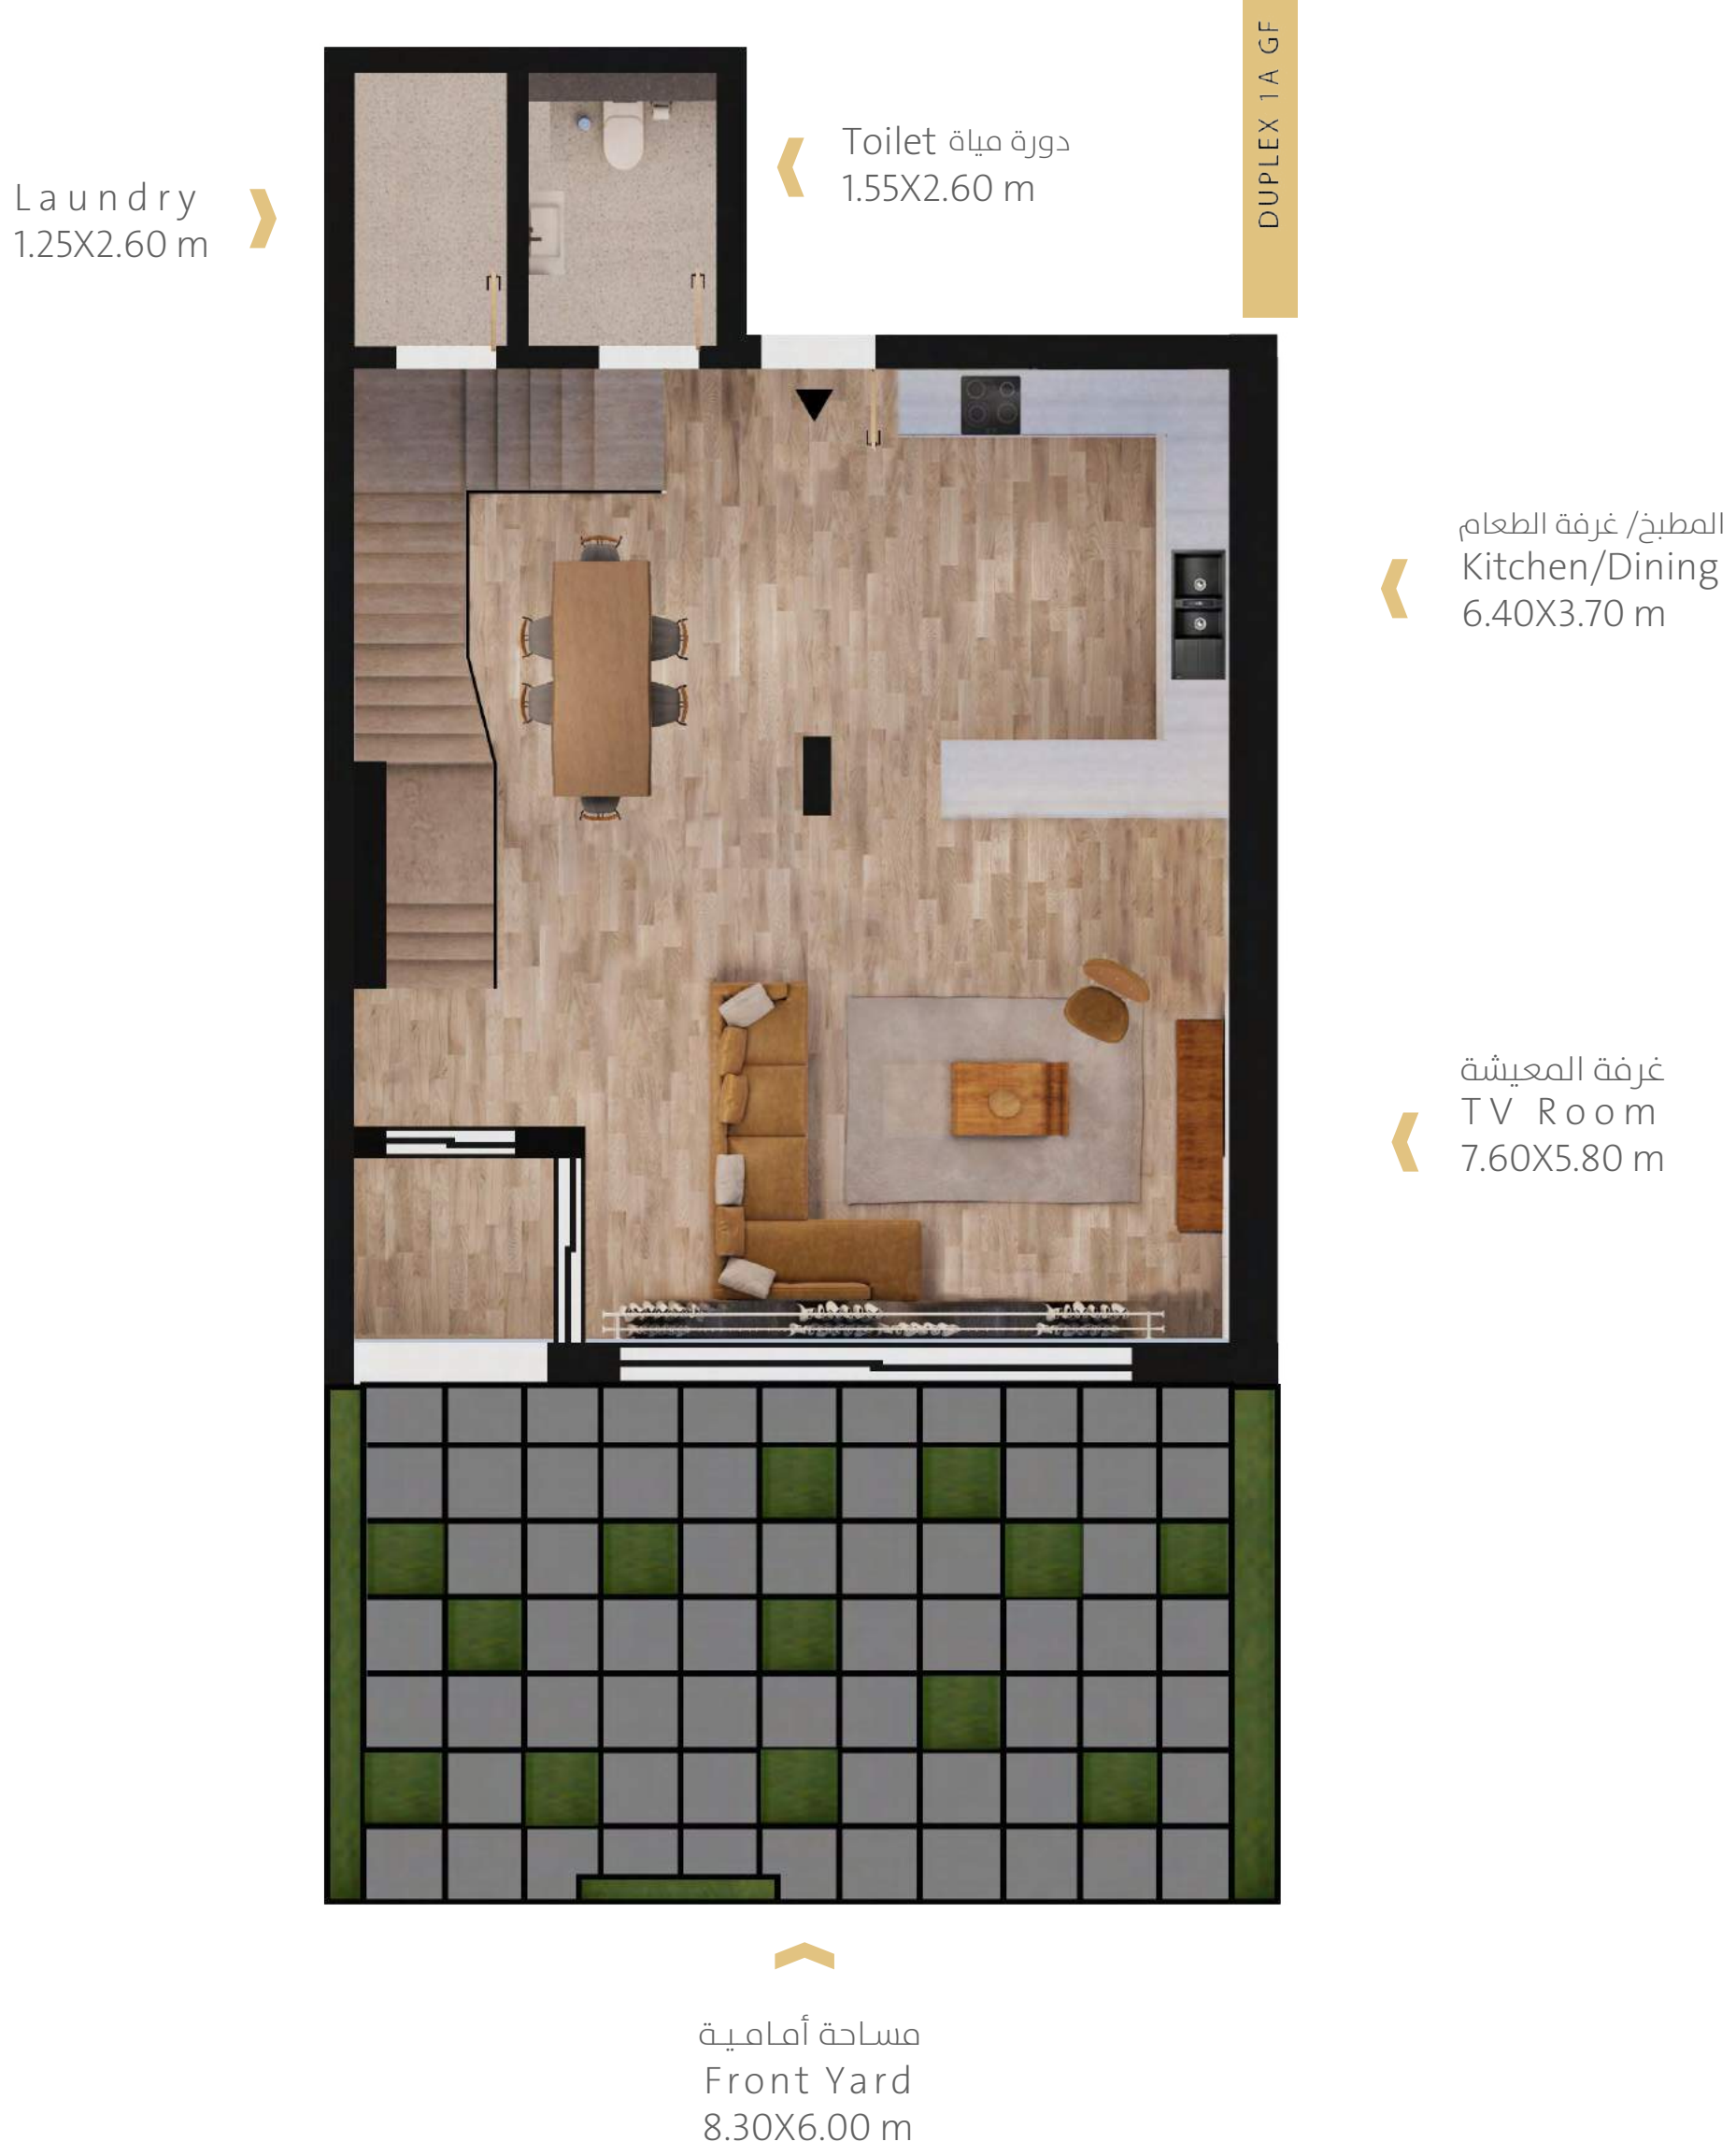 DUPLEX 1A GF
Toilet دورة مياة
1.55X2.60 m
Laundry
1.25X2.60 m
المطبخ/ غرفة الطعام
Kitchen/Dining
6.40X3.70 m
غرفة المعيشة
TV Room
7.60X5.80 m
مساحة أمامية
Front Yard
8.30X6.00 m